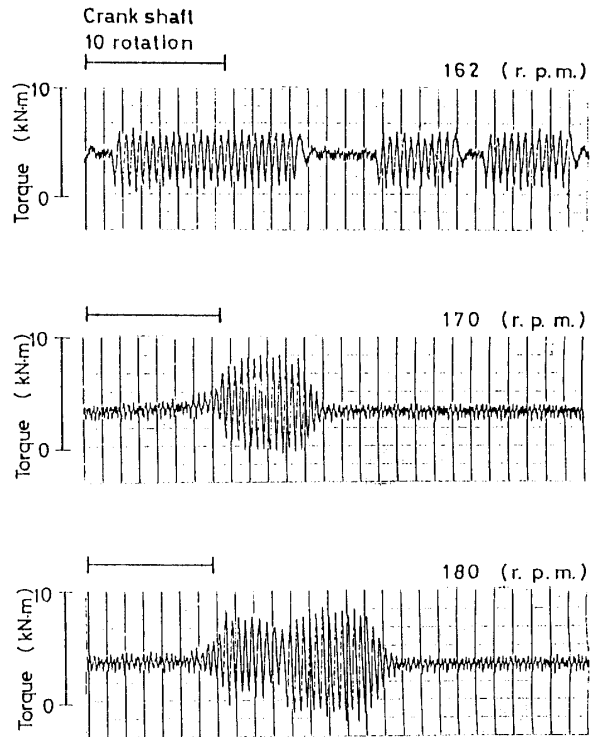 Crank shaft
10 rotation
162 (r. p. m.)
10
Torque (kN·m)
0
170 (r. p. m.)
10
Torque (kN·m)
0
180 (r. p. m.)
10
Torque (kN·m)
0